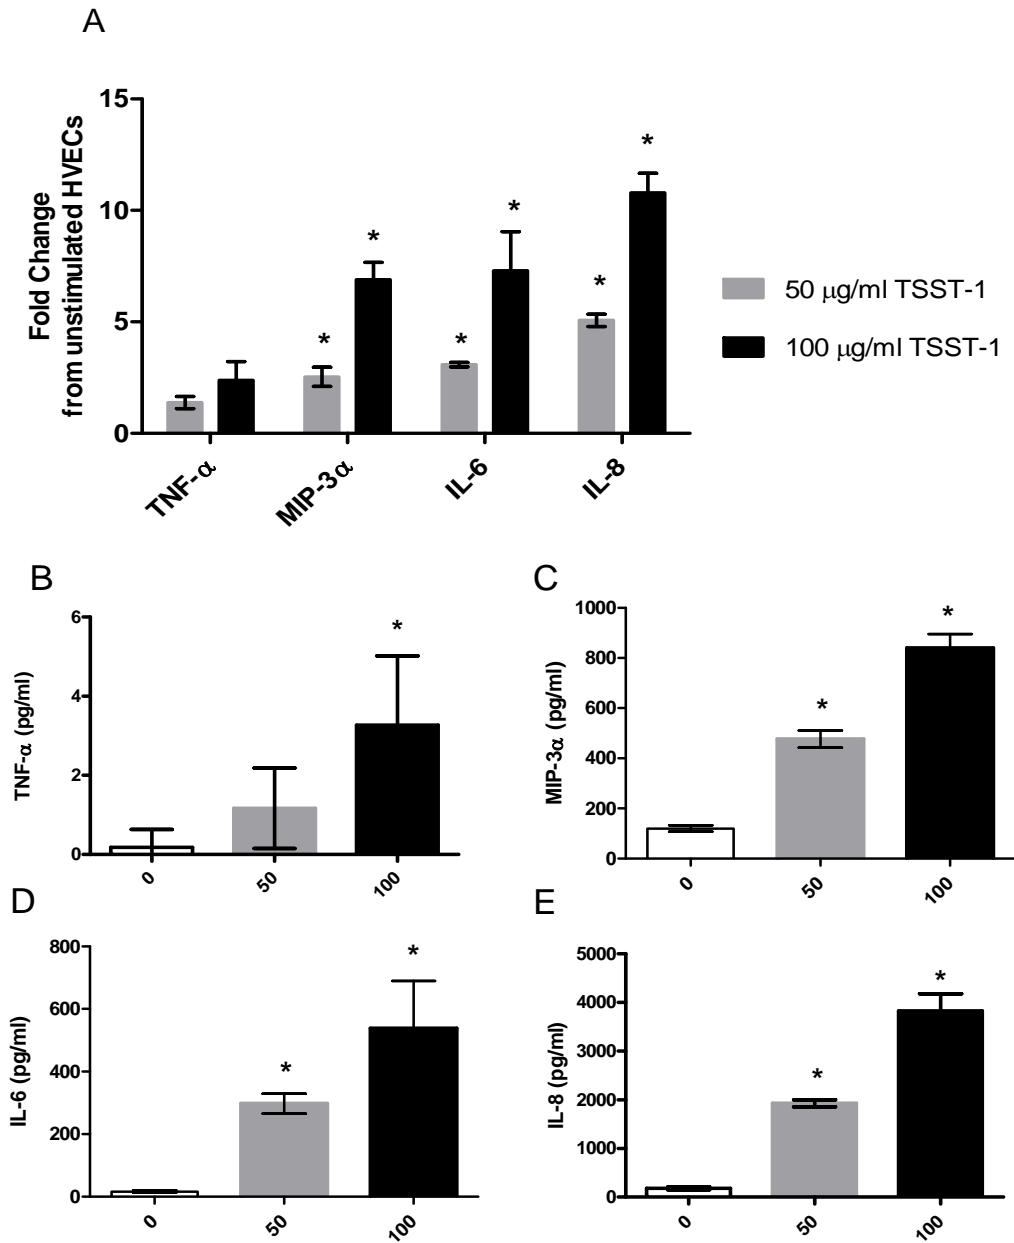 A
Fold Change
from unstimulated HVECs
15
10
5
0
*
*
*
*
*
*
TNF-α
MIP-3α
IL-6
IL-8
50 μg/ml TSST-1
100 μg/ml TSST-1
B
TNF-α (pg/ml)
6
4
2
0
*
0
50
100
C
MIP-3α (pg/ml)
1000
800
600
400
200
0
*
*
0
50
100
D
IL-6 (pg/ml)
800
600
400
200
0
*
*
0
50
100
E
IL-8 (pg/ml)
5000
4000
3000
2000
1000
0
*
*
0
50
100